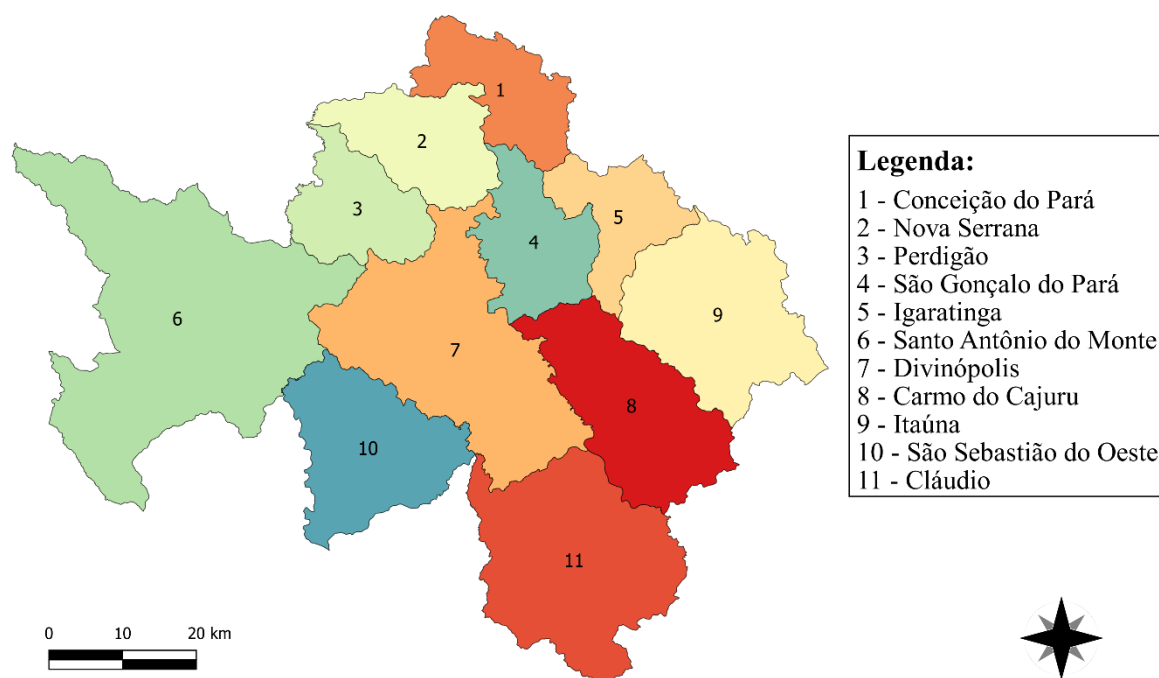 1
2
3
4
5
6
7
8
9
10
11
Legenda:
1 - Conceição do Pará
2 - Nova Serrana
3 - Perdigão
4 - São Gonçalo do Pará
5 - Igaratinga
6 - Santo Antônio do Monte
7 - Divinópolis
8 - Carmo do Cajuru
9 - Itaúna
10 - São Sebastião do Oeste
11 - Cláudio
0 10 20 km